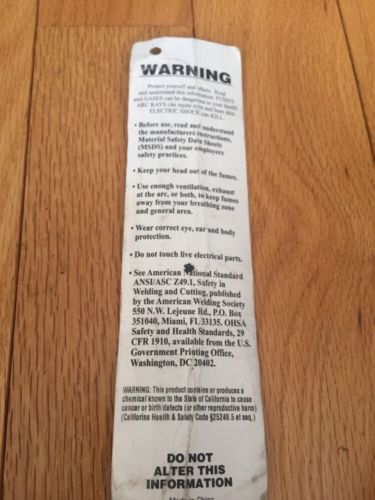 WARNING
Protect yourself and others. Read
and understand this information. FUMES
and GASES can be dangerous to your health.
ARC RAYS can injure eyes and burn skin.
ELECTRIC SHOCK can KILL.
• Before use, read and understand
the manufacturers instructions,
Material Safety Data Sheets
(MSDS) and your employers
safety practices.
• Keep your head out of the fumes.
• Use enough ventilation, exhaust
at the arc, or both, to keep fumes
away from your breathing zone
and general area.
• Wear correct eye, ear and body
protection.
• Do not touch live electrical parts.
• See American National Standard
ANSI/ASC Z49.1, Safety in
Welding and Cutting, published
by the American Welding Society
550 N.W. Lejeune Rd., P.O. Box
351040, Miami, FL 33135. OHSA
Safety and Health Standards, 29
CFR 1910, available from the U.S.
Government Printing Office,
Washington, DC 20402.
WARNING: This product contains or produces a
chemical known to the State of California to cause
cancer or birth defects (or other reproductive harm)
(California Health & Safety Code §25249.5 et seq.)
DO NOT
ALTER THIS
INFORMATION
Made in China